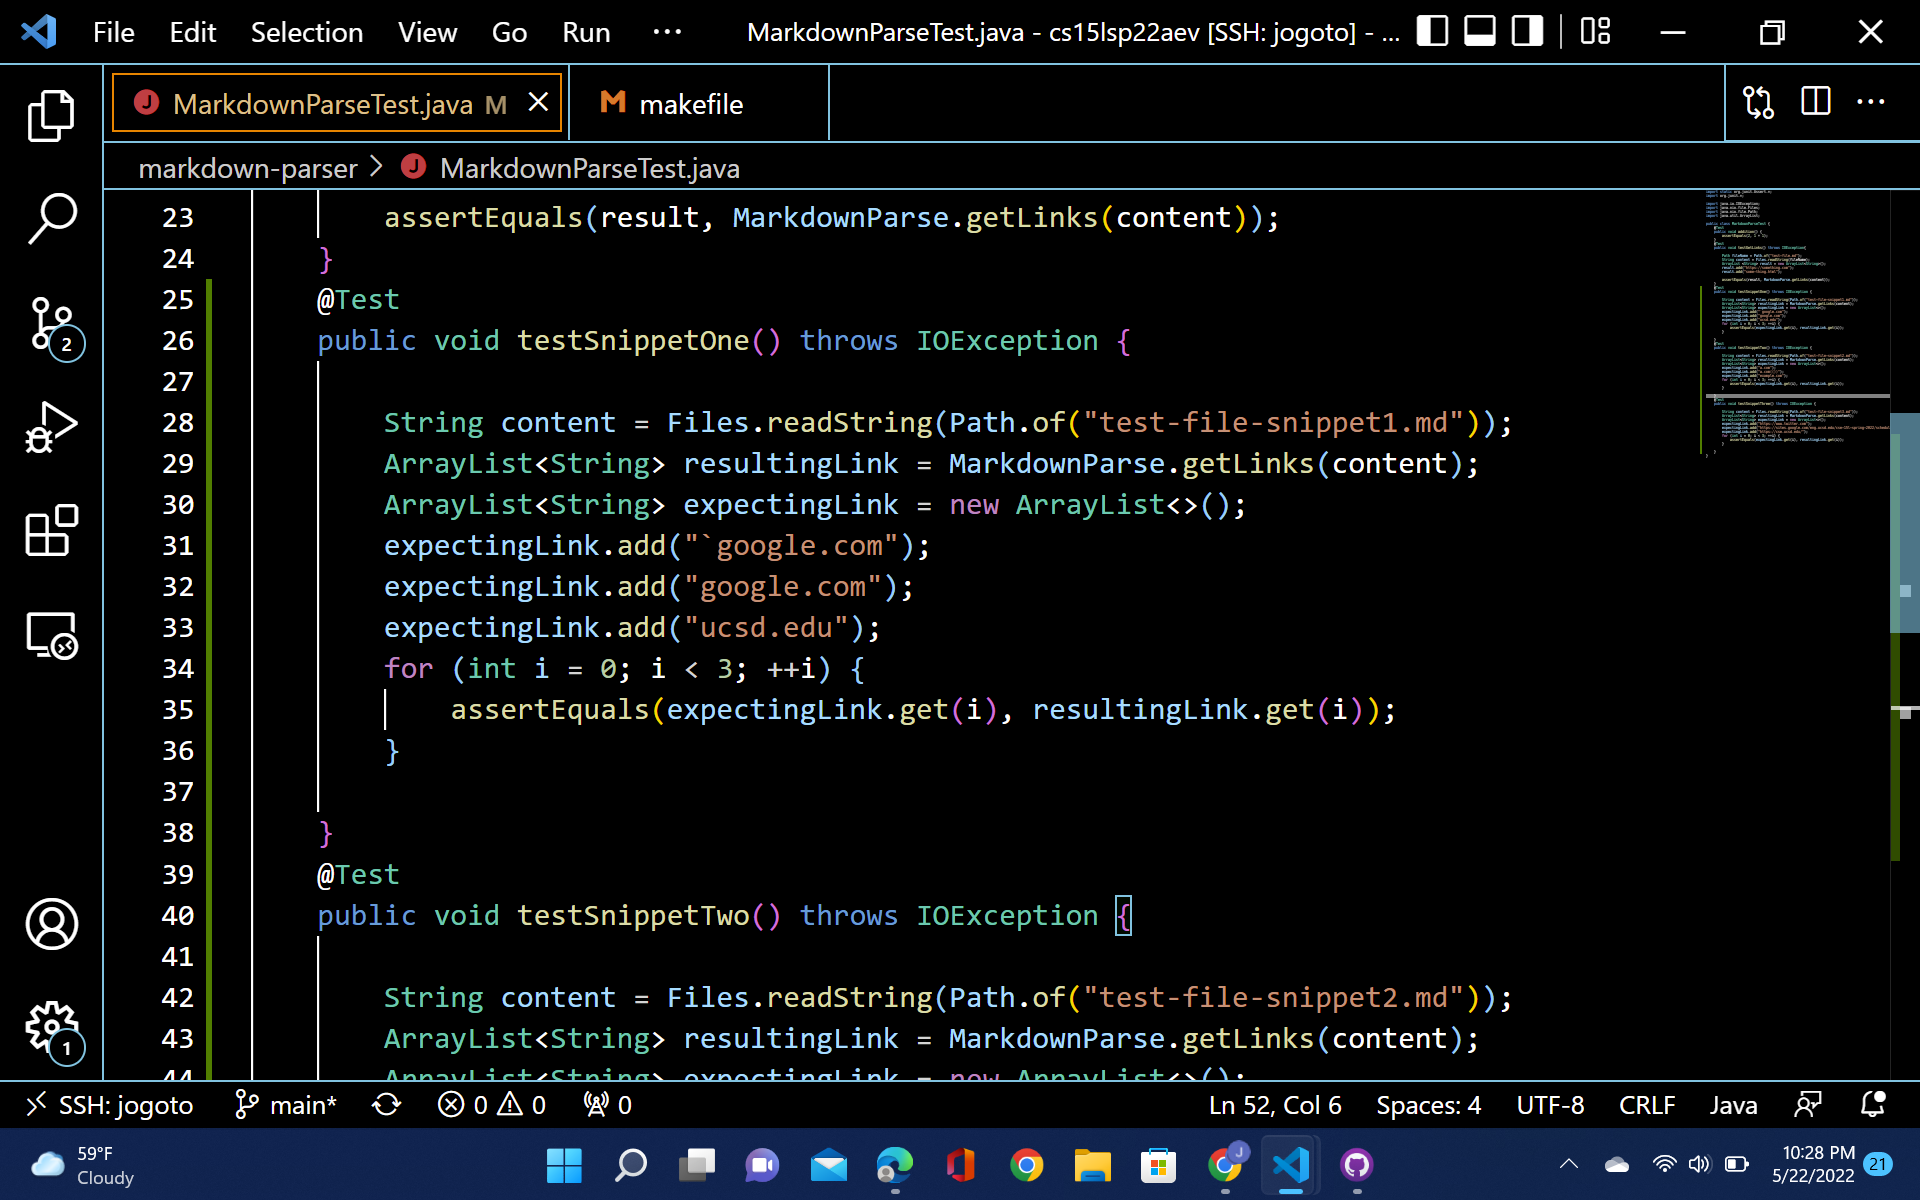 File Edit Selection View Go Run ··· MarkdownParseTest.java - cs15lsp22aev [SSH: jogoto] - ...
J MarkdownParseTest.java M M makefile
markdown-parser > J MarkdownParseTest.java
23 assertEquals(result, MarkdownParse.getLinks(content));
24 }
25 @Test
26 public void testSnippetOne() throws IOException {
27
28 String content = Files.readString(Path.of("test-file-snippet1.md"));
29 ArrayList<String> resultingLink = MarkdownParse.getLinks(content);
30 ArrayList<String> expectingLink = new ArrayList<>();
31 expectingLink.add("`google.com");
32 expectingLink.add("google.com");
33 expectingLink.add("ucsd.edu");
34 for (int i = 0; i < 3; ++i) {
35 assertEquals(expectingLink.get(i), resultingLink.get(i));
36 }
37
38 }
39 @Test
40 public void testSnippetTwo() throws IOException {
41
42 String content = Files.readString(Path.of("test-file-snippet2.md"));
43 ArrayList<String> resultingLink = MarkdownParse.getLinks(content);
44 ArrayList<String> expectingLink = new ArrayList<>();
2
1
SSH: jogoto main* 0 0 0 Ln 52, Col 6 Spaces: 4 UTF-8 CRLF Java
59°F
Cloudy
J
10:28 PM
5/22/2022
21